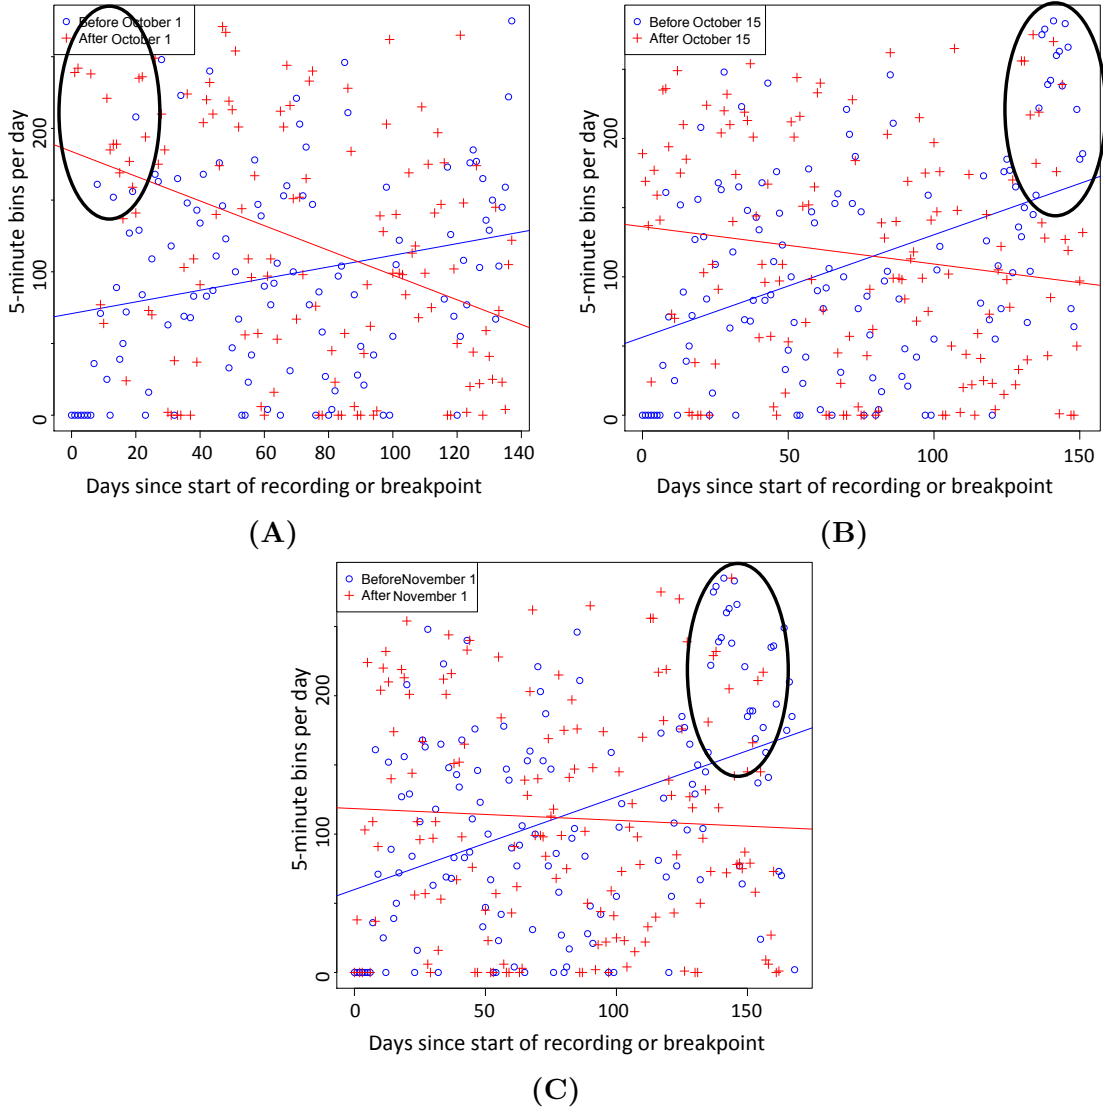 Before October 1
After October 1
5-minute bins per day
0
100
200
0
20
40
60
80
100
120
140
Days since start of recording or breakpoint
(A)
Before October 15
After October 15
5-minute bins per day
0
100
200
0
50
100
150
Days since start of recording or breakpoint
(B)
BeforeNovember 1
After November 1
5-minute bins per day
0
100
200
0
50
100
150
Days since start of recording or breakpoint
(C)